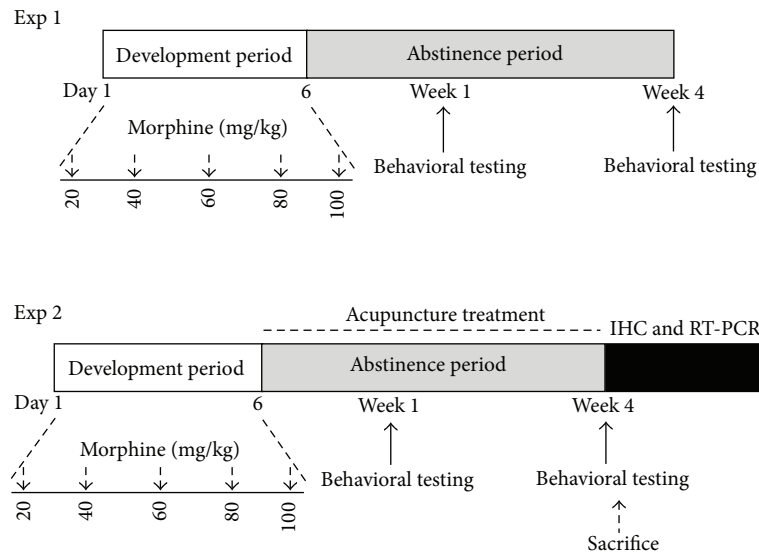 Exp 1
Development period
Abstinence period
Day 1
6
Week 1
Week 4
Morphine (mg/kg)
Behavioral testing
Behavioral testing
20
40
60
80
100
Exp 2
Acupuncture treatment
IHC and RT-PCR
Development period
Abstinence period
Day 1
6
Week 1
Week 4
Morphine (mg/kg)
Behavioral testing
Behavioral testing
20
40
60
80
100
Sacrifice